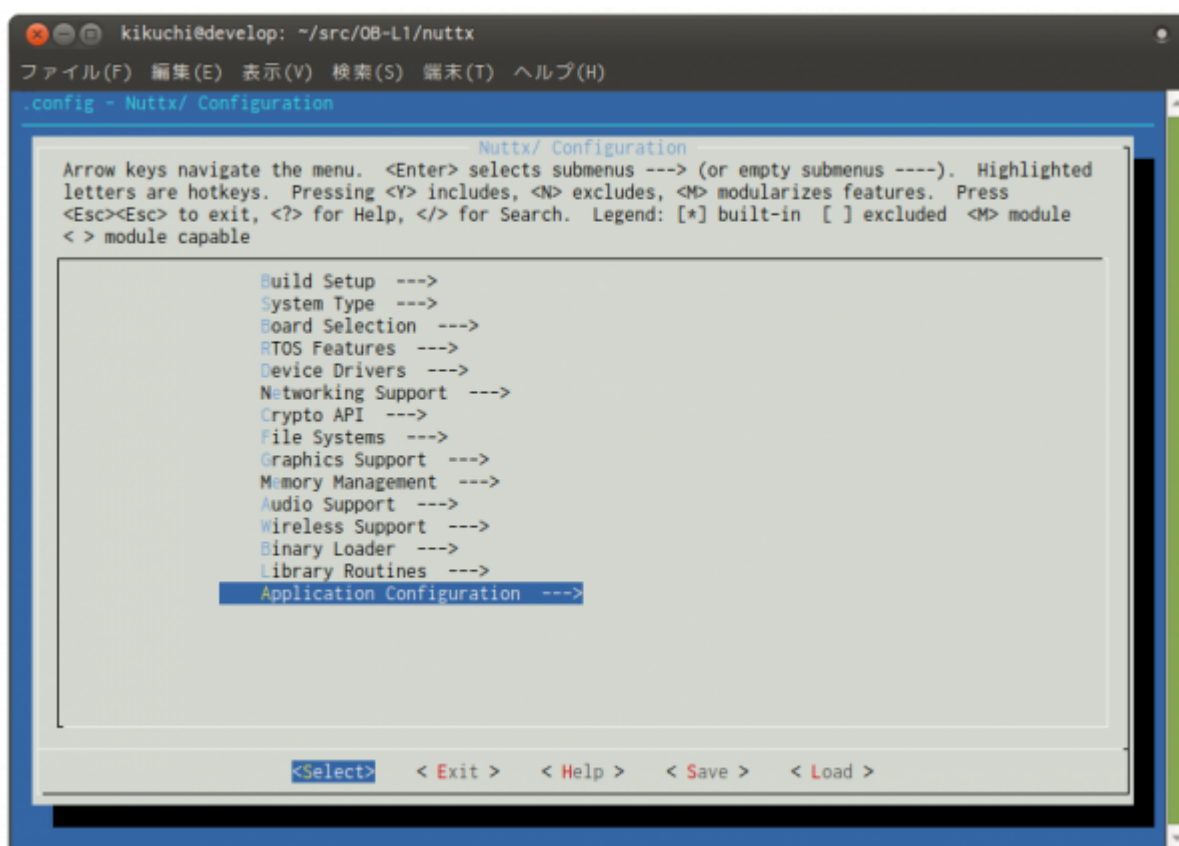 kikuchi@develop: ~/src/OB-L1/nuttx
ファイル(F) 編集(E) 表示(V) 検索(S) 端末(T) ヘルプ(H)
.config - Nuttx/ Configuration
Nuttx/ Configuration
Arrow keys navigate the menu. <Enter> selects submenus ---> (or empty submenus ----). Highlighted
letters are hotkeys. Pressing <Y> includes, <N> excludes, <M> modularizes features. Press
<Esc><Esc> to exit, <?> for Help, </> for Search. Legend: [*] built-in [ ] excluded <M> module
< > module capable
Build Setup --->
System Type --->
Board Selection --->
RTOS Features --->
Device Drivers --->
Networking Support --->
Crypto API --->
File Systems --->
Graphics Support --->
Memory Management --->
Audio Support --->
Wireless Support --->
Binary Loader --->
Library Routines --->
Application Configuration --->
<Select> < Exit > < Help > < Save > < Load >